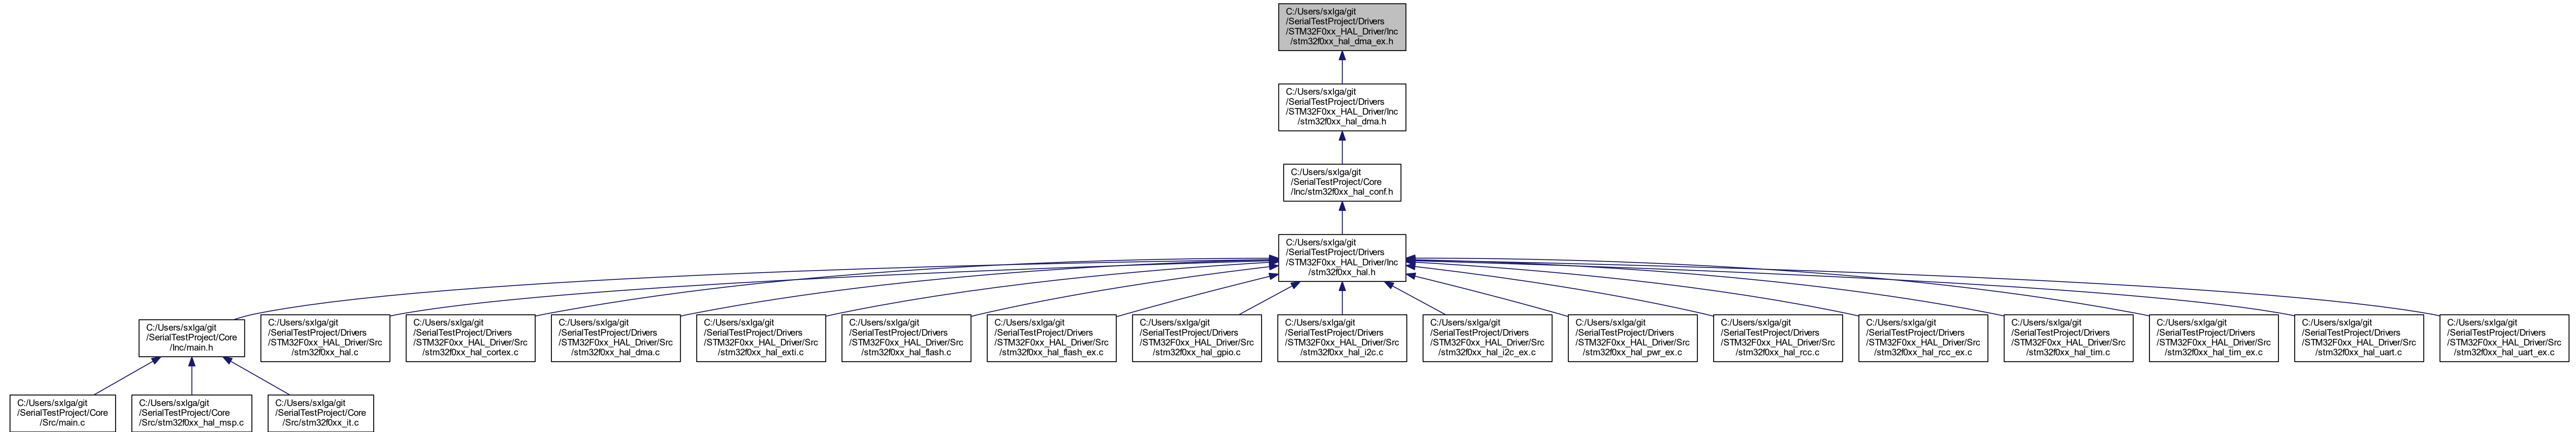 C:/Users/sxlga/git
/SerialTestProject/Drivers
/STM32F0xx_HAL_Driver/Inc
/stm32f0xx_hal_dma_ex.h
C:/Users/sxlga/git
/SerialTestProject/Drivers
/STM32F0xx_HAL_Driver/Inc
/stm32f0xx_hal_dma.h
C:/Users/sxlga/git
/SerialTestProject/Core
/Inc/stm32f0xx_hal_conf.h
C:/Users/sxlga/git
/SerialTestProject/Drivers
/STM32F0xx_HAL_Driver/Inc
/stm32f0xx_hal.h
C:/Users/sxlga/git
/SerialTestProject/Core
/Inc/main.h
C:/Users/sxlga/git
/SerialTestProject/Drivers
/STM32F0xx_HAL_Driver/Src
/stm32f0xx_hal.c
C:/Users/sxlga/git
/SerialTestProject/Drivers
/STM32F0xx_HAL_Driver/Src
/stm32f0xx_hal_cortex.c
C:/Users/sxlga/git
/SerialTestProject/Drivers
/STM32F0xx_HAL_Driver/Src
/stm32f0xx_hal_dma.c
C:/Users/sxlga/git
/SerialTestProject/Drivers
/STM32F0xx_HAL_Driver/Src
/stm32f0xx_hal_exti.c
C:/Users/sxlga/git
/SerialTestProject/Drivers
/STM32F0xx_HAL_Driver/Src
/stm32f0xx_hal_flash.c
C:/Users/sxlga/git
/SerialTestProject/Drivers
/STM32F0xx_HAL_Driver/Src
/stm32f0xx_hal_flash_ex.c
C:/Users/sxlga/git
/SerialTestProject/Drivers
/STM32F0xx_HAL_Driver/Src
/stm32f0xx_hal_gpio.c
C:/Users/sxlga/git
/SerialTestProject/Drivers
/STM32F0xx_HAL_Driver/Src
/stm32f0xx_hal_i2c.c
C:/Users/sxlga/git
/SerialTestProject/Drivers
/STM32F0xx_HAL_Driver/Src
/stm32f0xx_hal_i2c_ex.c
C:/Users/sxlga/git
/SerialTestProject/Drivers
/STM32F0xx_HAL_Driver/Src
/stm32f0xx_hal_pwr_ex.c
C:/Users/sxlga/git
/SerialTestProject/Drivers
/STM32F0xx_HAL_Driver/Src
/stm32f0xx_hal_rcc.c
C:/Users/sxlga/git
/SerialTestProject/Drivers
/STM32F0xx_HAL_Driver/Src
/stm32f0xx_hal_rcc_ex.c
C:/Users/sxlga/git
/SerialTestProject/Drivers
/STM32F0xx_HAL_Driver/Src
/stm32f0xx_hal_tim.c
C:/Users/sxlga/git
/SerialTestProject/Drivers
/STM32F0xx_HAL_Driver/Src
/stm32f0xx_hal_tim_ex.c
C:/Users/sxlga/git
/SerialTestProject/Drivers
/STM32F0xx_HAL_Driver/Src
/stm32f0xx_hal_uart.c
C:/Users/sxlga/git
/SerialTestProject/Drivers
/STM32F0xx_HAL_Driver/Src
/stm32f0xx_hal_uart_ex.c
C:/Users/sxlga/git
/SerialTestProject/Core
/Src/main.c
C:/Users/sxlga/git
/SerialTestProject/Core
/Src/stm32f0xx_hal_msp.c
C:/Users/sxlga/git
/SerialTestProject/Core
/Src/stm32f0xx_it.c